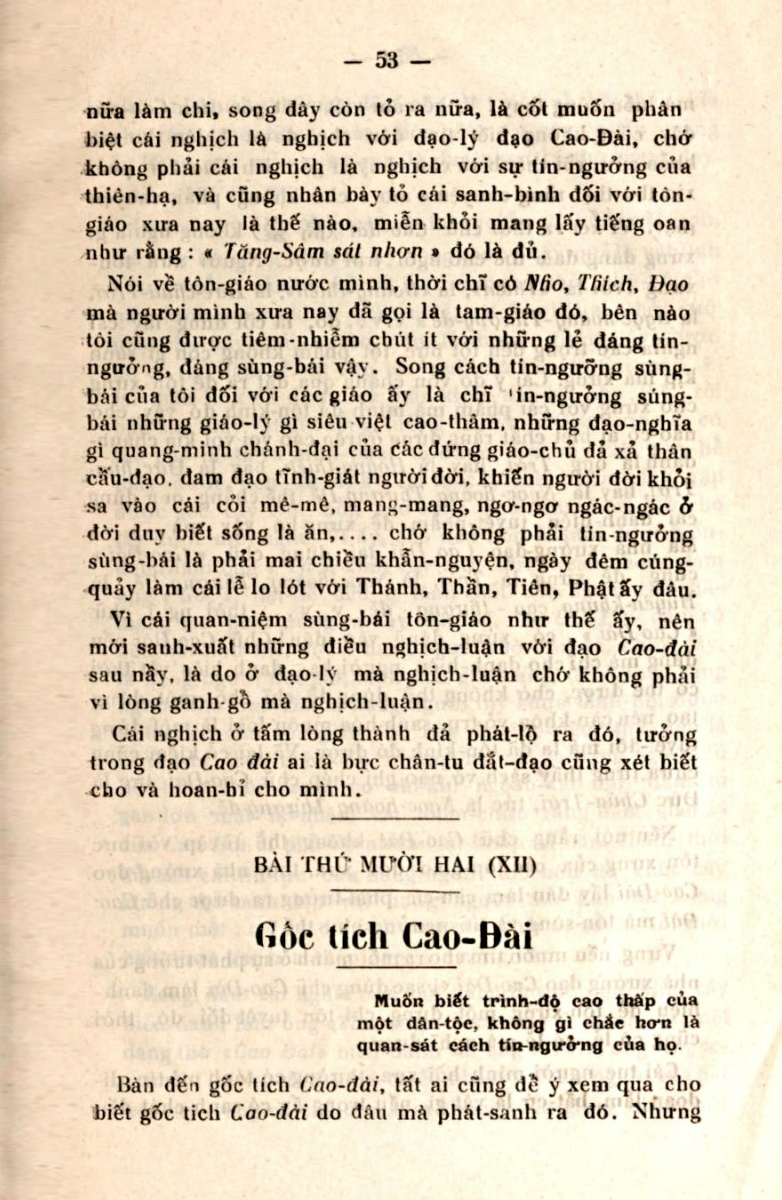 — 53 —
nữa làm chi, song đây còn tỏ ra nữa, là cốt muốn phân
biệt cái nghịch là nghịch với đạo-lý đạo Cao-Đài, chớ
không phải cái nghịch là nghịch với sự tín-ngưởng của
thiên-hạ, và cũng nhân bày tỏ cái sanh-bình đối với tôn-
giáo xưa nay là thế nào, miễn khỏi mang lấy tiếng oan
như rằng : « Tăng-Sâm sát nhơn » đó là đủ.
Nói về tôn-giáo nước mình, thời chĩ có Nho, Thích, Đạo
mà người mình xưa nay đã gọi là tam-giáo đó, bên nào
tôi cũng được tiêm-nhiễm chút ít với những lẻ đáng tín-
ngưởng, đáng sùng-bái vậy. Song cách tín-ngưỡng sùng-
bái của tôi đối với các giáo ấy là chĩ tín-ngưởng sùng-
bái những giáo-lý gì siêu việt cao-thâm, những đạo-nghĩa
gì quang-minh chánh-đại của các đứng giáo-chủ đả xả thân
cầu-đạo, đam đạo tĩnh-giát người đời, khiến người đời khỏi
sa vào cái cỏi mê-mê, mang-mang, ngơ-ngơ ngác-ngác ở
đời duy biết sống là ăn,.... chớ không phải tín-ngưởng
sùng-bái là phải mai chiều khẫn-nguyện, ngày đêm cúng-
quảy làm cái lễ lo lót với Thánh, Thần, Tiên, Phật ấy đâu.
Vì cái quan-niệm sùng-bái tôn-giáo như thế ấy, nên
mới sanh-xuất những điều nghịch-luận với đạo Cao-đài
sau nầy, là do ở đạo-lý mà nghịch-luận chớ không phải
vì lòng ganh-gồ mà nghịch-luận.
Cái nghịch ở tấm lòng thành đả phát-lộ ra đó, tưởng
trong đạo Cao đài ai là bực chân-tu đắt-đạo cũng xét biết
cho và hoan-hỉ cho mình.
BÀI THỨ MƯỜI HAI (XII)
Gốc tích Cao-Đài
Muốn biết trình-độ cao thấp của
một dân-tộc, không gì chắc hơn là
quan-sát cách tín-ngưởng của họ.
Bàn đến gốc tích Cao-đài, tất ai cũng để ý xem qua cho
biết gốc tích Cao-đài do đâu mà phát-sanh ra đó. Nhưng